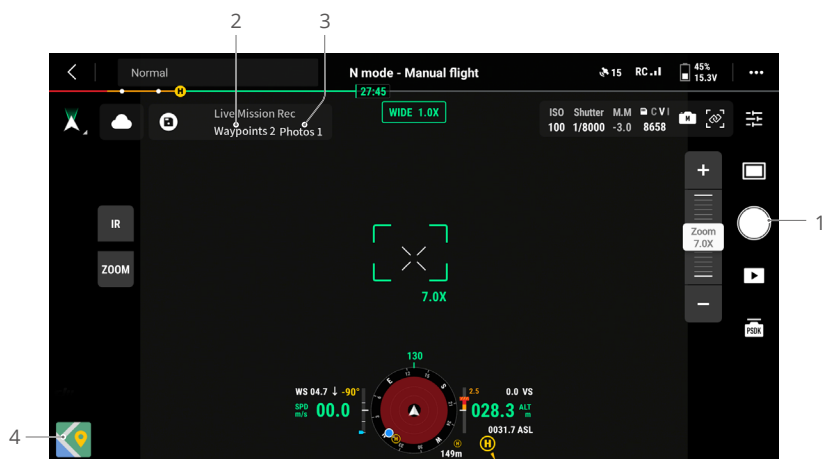 2 3
Normal N mode - Manual flight 15 RC 45% 15.3V
27:45
Live Mission Rec
Waypoints 2 Photos 1
WIDE 1.0X
ISO Shutter M.M C V I
100 1/8000 -3.0 8658
M
1
IR
ZOOM
Zoom
7.0X
7.0X
PSDK
130
WS 04.7 ↓ -90°
SPD m/s 00.0
2.5 0.0 VS
028.3 ALT m
0031.7 ASL
E S W
H
149m
4